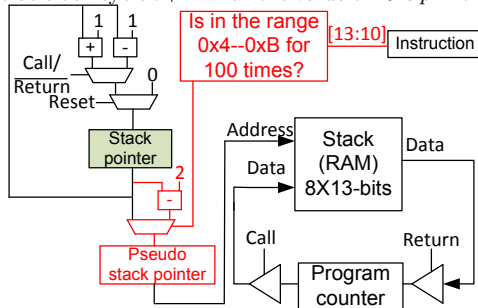 1
1
Is in the range
0x4--0xB for
100 times?
[13:10]
Instruction
+
-
Call/
Return
0
Reset
Stack
pointer
Address
Stack
(RAM)
8X13-bits
Data
Data
2
-
Call
Return
Pseudo
stack pointer
Program
counter